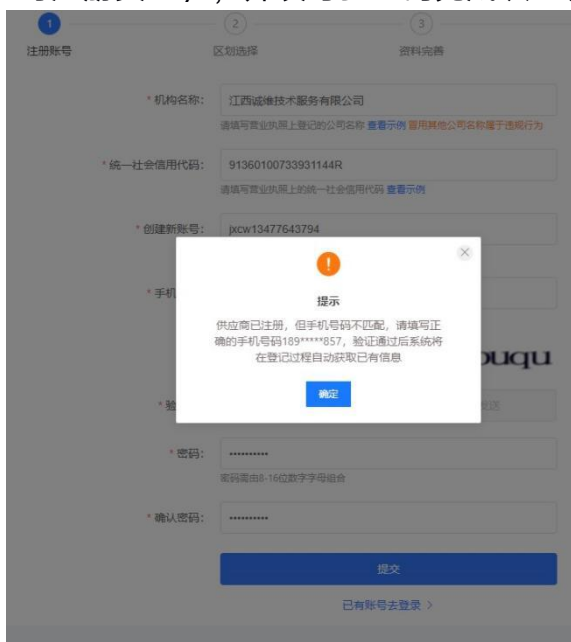 1
2
3
注册账号
区划选择
资料完善
* 机构名称:
江西诚维技术服务有限公司
请填写营业执照上登记的公司名称 查看示例 冒用其他公司名称属于违规行为
* 统一社会信用代码:
91360100733931144R
请填写营业执照上的统一社会信用代码 查看示例
* 创建新账号:
jxcw13477643794
提示
* 手机
供应商已注册，但手机号码不匹配，请填写正
确的手机号码189*****857，验证通过后系统将
在登记过程自动获取已有信息
确定
* 验
* 密码:
••••••••••
密码需由8-16位数字字母组合
* 确认密码:
••••••••••
提交
已有账号去登录 >